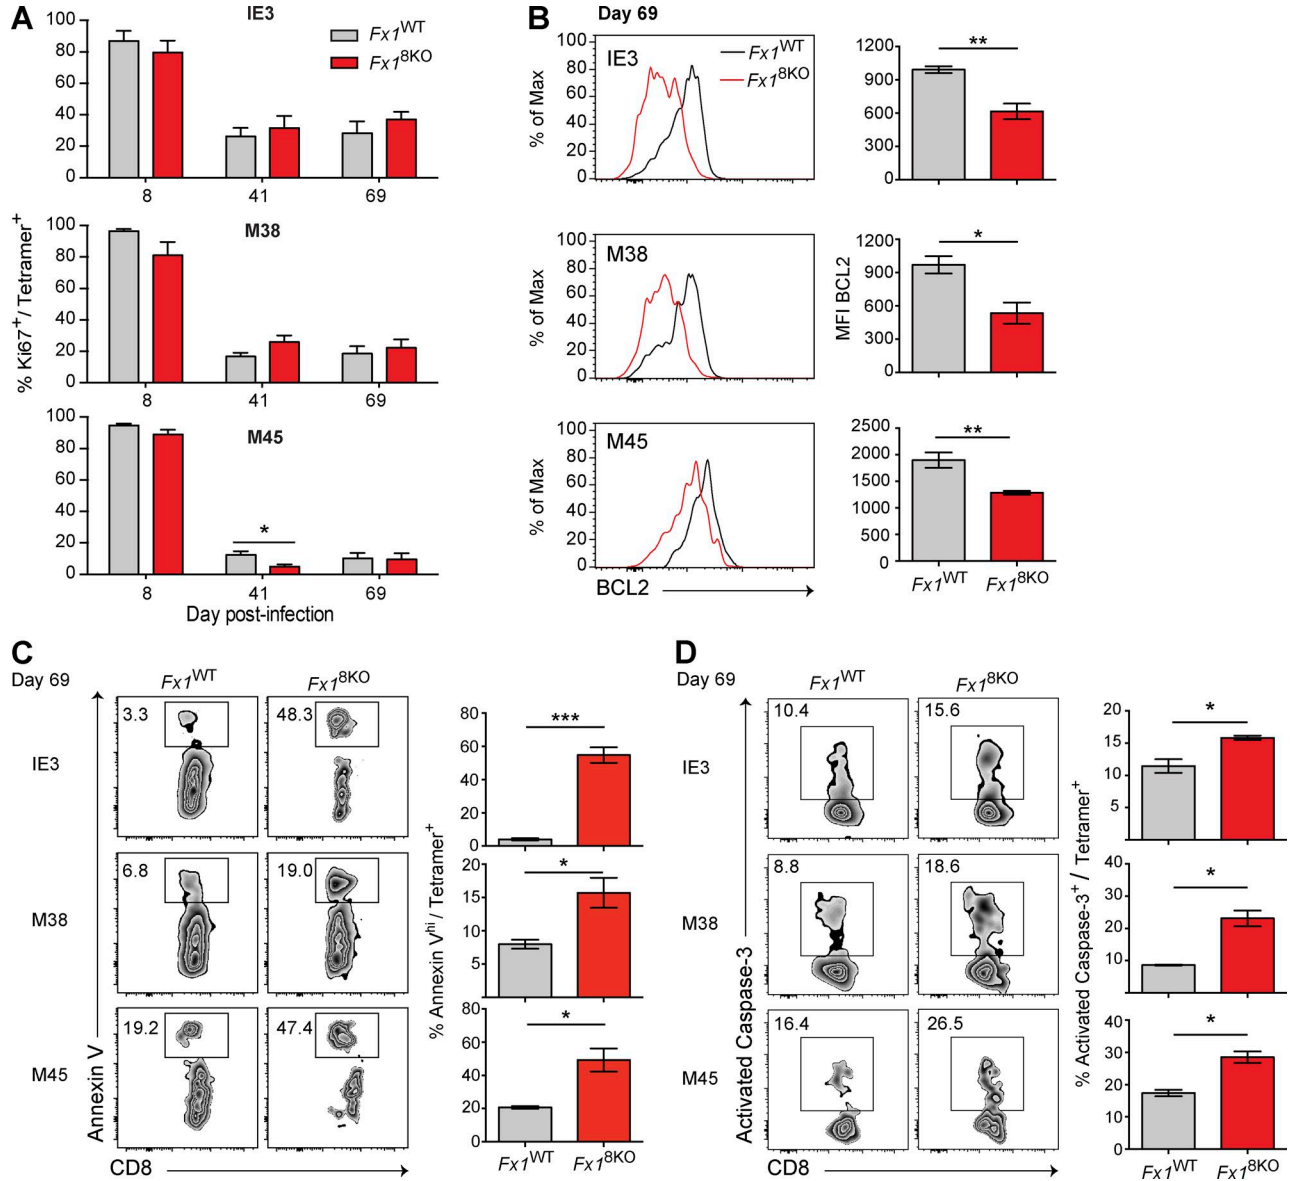 A
IE3
Fx1WT
Fx18KO
100
80
60
40
20
0
8
41
69
M38
100
80
60
40
20
0
8
41
69
M45
100
80
60
40
20
0
*
8
41
69
% Ki67+/ Tetramer+
Day post-infection
B
Day 69
IE3
Fx1WT
Fx18KO
% of Max
100
80
60
40
20
0
M38
% of Max
100
80
60
40
20
0
M45
% of Max
100
80
60
40
20
0
BCL2
MFI BCL2
1200
900
600
300
0
**
1200
900
600
300
0
*
2500
2000
1500
1000
500
0
**
Fx1WT
Fx18KO
C
Day 69
Fx1WT
Fx18KO
IE3
3.3
48.3
M38
6.8
19.0
M45
19.2
47.4
Annexin V
CD8
% Annexin Vhi / Tetramer+
80
60
40
20
0
***
20
15
10
5
*
80
60
40
20
0
*
Fx1WT
Fx18KO
D
Day 69
Fx1WT
Fx18KO
IE3
10.4
15.6
M38
8.8
18.6
M45
16.4
26.5
Activated Caspase-3
CD8
% Activated Caspase-3+ / Tetramer+
20
15
10
5
*
40
30
20
10
*
40
30
20
10
0
*
Fx1WT
Fx18KO